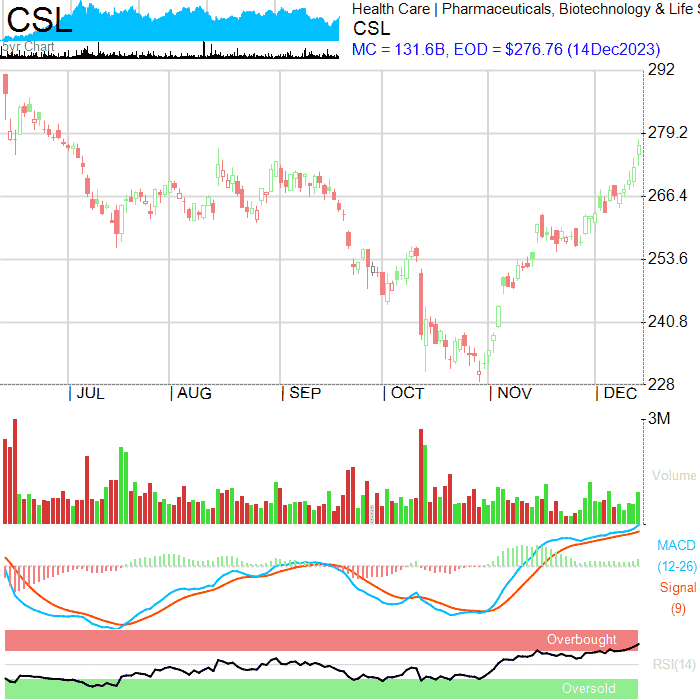 CSL
5yr Chart
Health Care | Pharmaceuticals, Biotechnology & Life S
CSL
MC = 131.6B, EOD = $276.76 (14Dec2023)
292
279.2
266.4
253.6
240.8
228
JUL
AUG
SEP
OCT
NOV
DEC
3M
Volume
MACD
(12-26)
Signal
(9)
Overbought
RSI(14)
Oversold